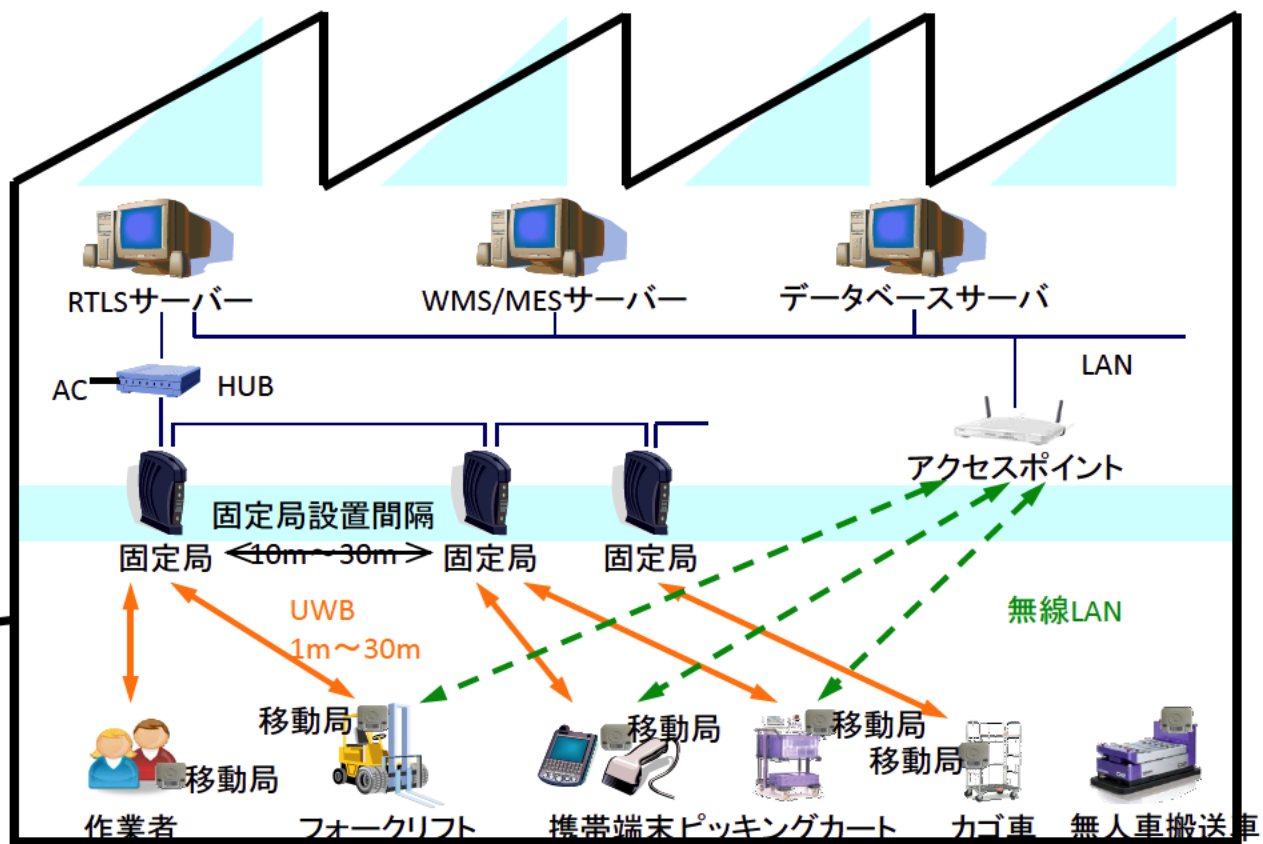 RTLSサーバー
WMS/MESサーバー
データベースサーバ
LAN
AC
HUB
アクセスポイント
固定局設置間隔
10m～30m
固定局
固定局
固定局
UWB
1m～30m
無線LAN
移動局
移動局
移動局
移動局
移動局
作業者
フォークリフト
携帯端末
ピッキングカート
カゴ車
無人車搬送車